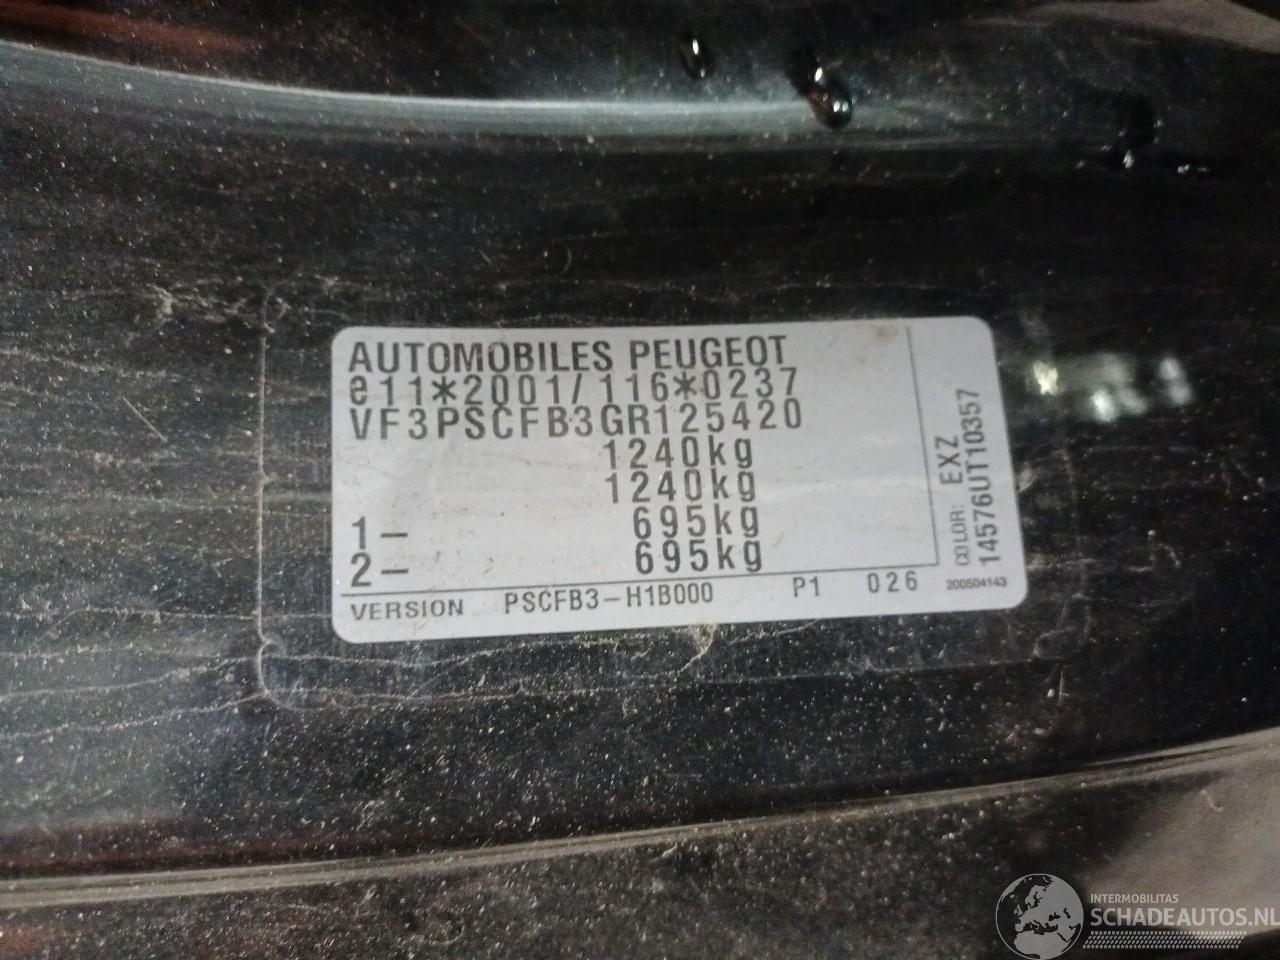 AUTOMOBILES PEUGEOT
e11*2001/116*0237
VF3PSCFB3GR125420
1240kg
1240kg
1- 695kg
2- 695kg
VERSION PSCFB3-H1B000 P1 026
COLOR: EXZ
14576UT10357
200504143
INTERMOBILITAS
SCHADEAUTOS.NL